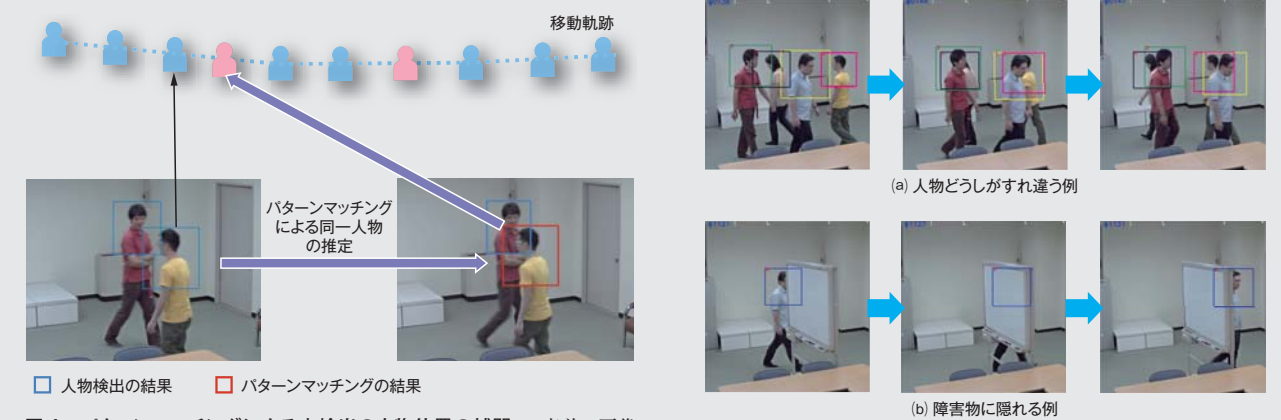 移動軌跡
パターンマッチング
による同一人物
の推定
人物検出の結果
パターンマッチングの結果
(a) 人物どうしがすれ違う例
(b) 障害物に隠れる例